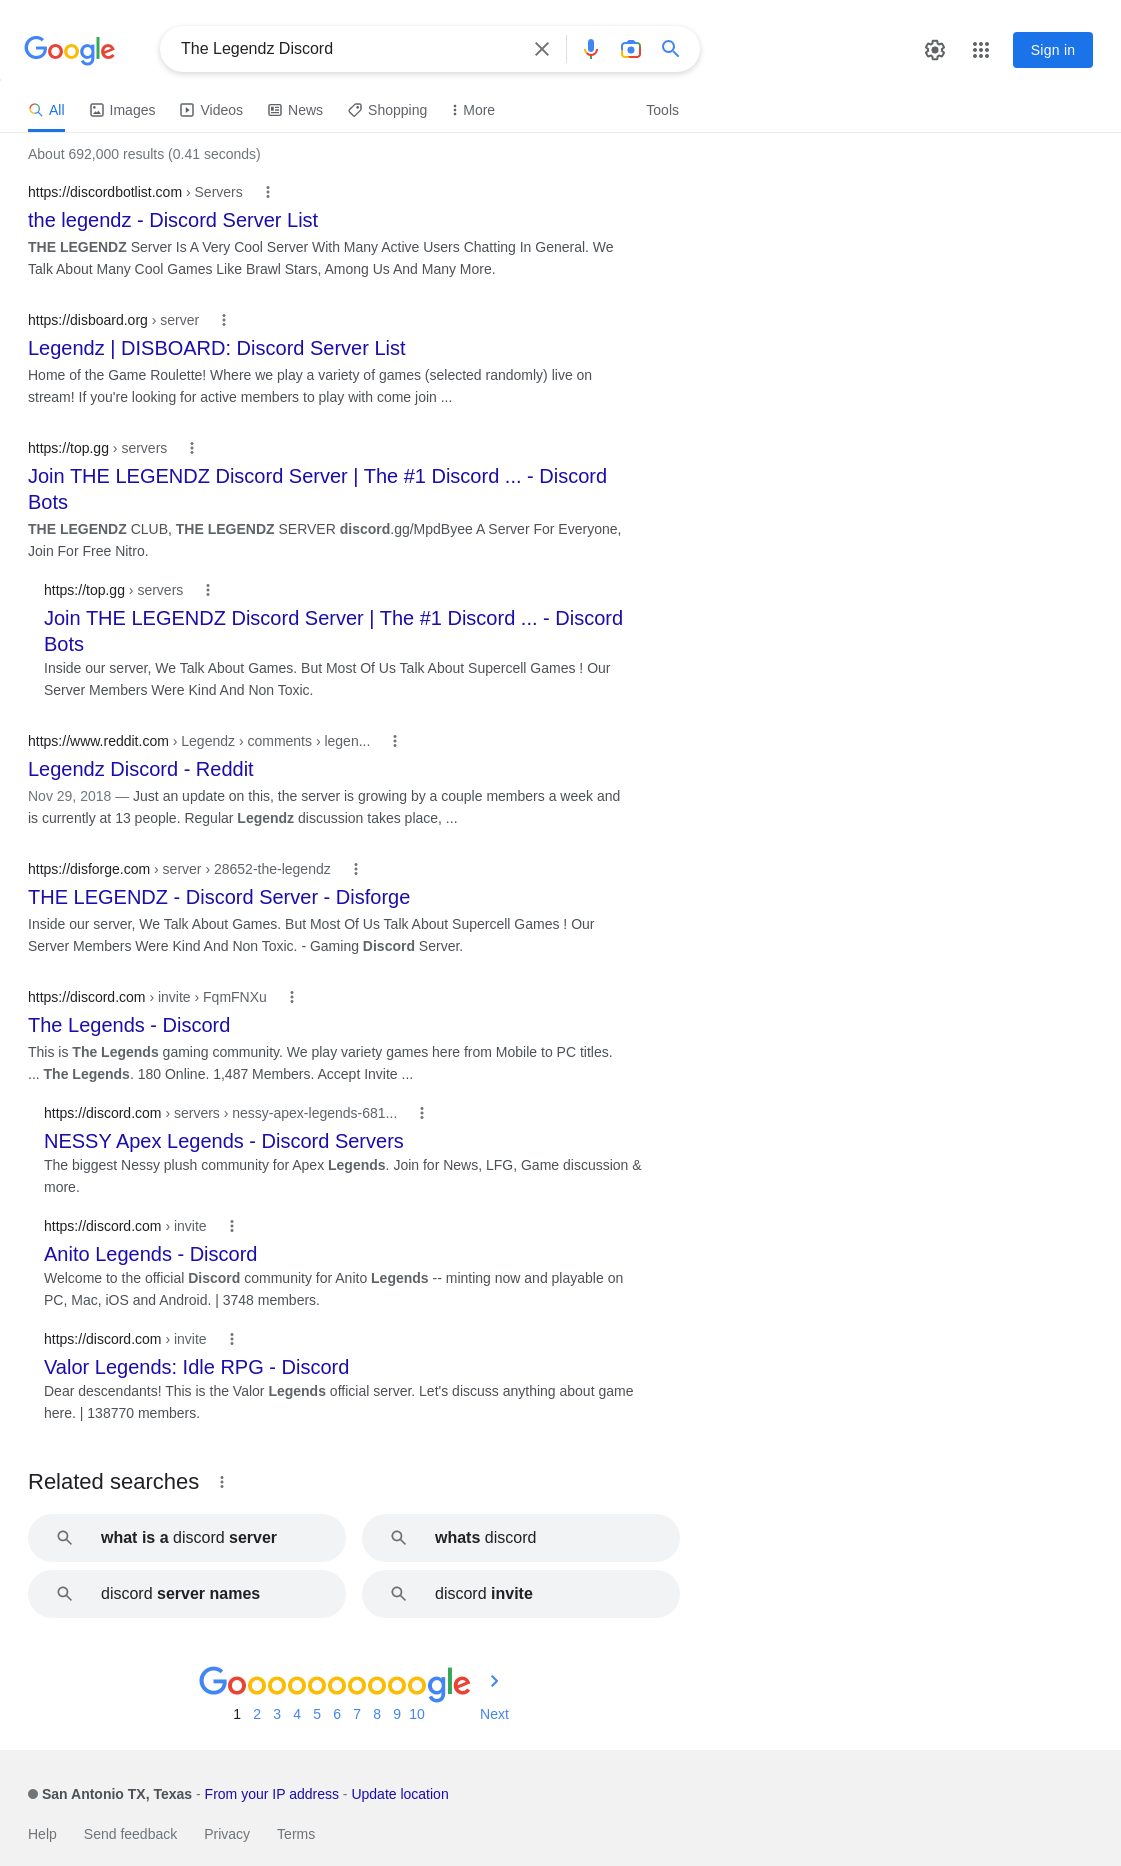 Google
The Legendz Discord
Sign in
All Images Videos News Shopping More Tools
About 692,000 results (0.41 seconds)
https://discordbotlist.com › Servers
the legendz - Discord Server List
THE LEGENDZ Server Is A Very Cool Server With Many Active Users Chatting In General. We
Talk About Many Cool Games Like Brawl Stars, Among Us And Many More.
https://disboard.org › server
Legendz | DISBOARD: Discord Server List
Home of the Game Roulette! Where we play a variety of games (selected randomly) live on
stream! If you're looking for active members to play with come join ...
https://top.gg › servers
Join THE LEGENDZ Discord Server | The #1 Discord ... - Discord
Bots
THE LEGENDZ CLUB, THE LEGENDZ SERVER discord.gg/MpdByee A Server For Everyone,
Join For Free Nitro.
https://top.gg › servers
Join THE LEGENDZ Discord Server | The #1 Discord ... - Discord
Bots
Inside our server, We Talk About Games. But Most Of Us Talk About Supercell Games ! Our
Server Members Were Kind And Non Toxic.
https://www.reddit.com › Legendz › comments › legen...
Legendz Discord - Reddit
Nov 29, 2018 — Just an update on this, the server is growing by a couple members a week and
is currently at 13 people. Regular Legendz discussion takes place, ...
https://disforge.com › server › 28652-the-legendz
THE LEGENDZ - Discord Server - Disforge
Inside our server, We Talk About Games. But Most Of Us Talk About Supercell Games ! Our
Server Members Were Kind And Non Toxic. - Gaming Discord Server.
https://discord.com › invite › FqmFNXu
The Legends - Discord
This is The Legends gaming community. We play variety games here from Mobile to PC titles.
... The Legends. 180 Online. 1,487 Members. Accept Invite ...
https://discord.com › servers › nessy-apex-legends-681...
NESSY Apex Legends - Discord Servers
The biggest Nessy plush community for Apex Legends. Join for News, LFG, Game discussion &
more.
https://discord.com › invite
Anito Legends - Discord
Welcome to the official Discord community for Anito Legends -- minting now and playable on
PC, Mac, iOS and Android. | 3748 members.
https://discord.com › invite
Valor Legends: Idle RPG - Discord
Dear descendants! This is the Valor Legends official server. Let's discuss anything about game
here. | 138770 members.
Related searches
what is a discord server
whats discord
discord server names
discord invite
Goooooooooogle
1 2 3 4 5 6 7 8 9 10 Next
San Antonio TX, Texas - From your IP address - Update location
Help Send feedback Privacy Terms